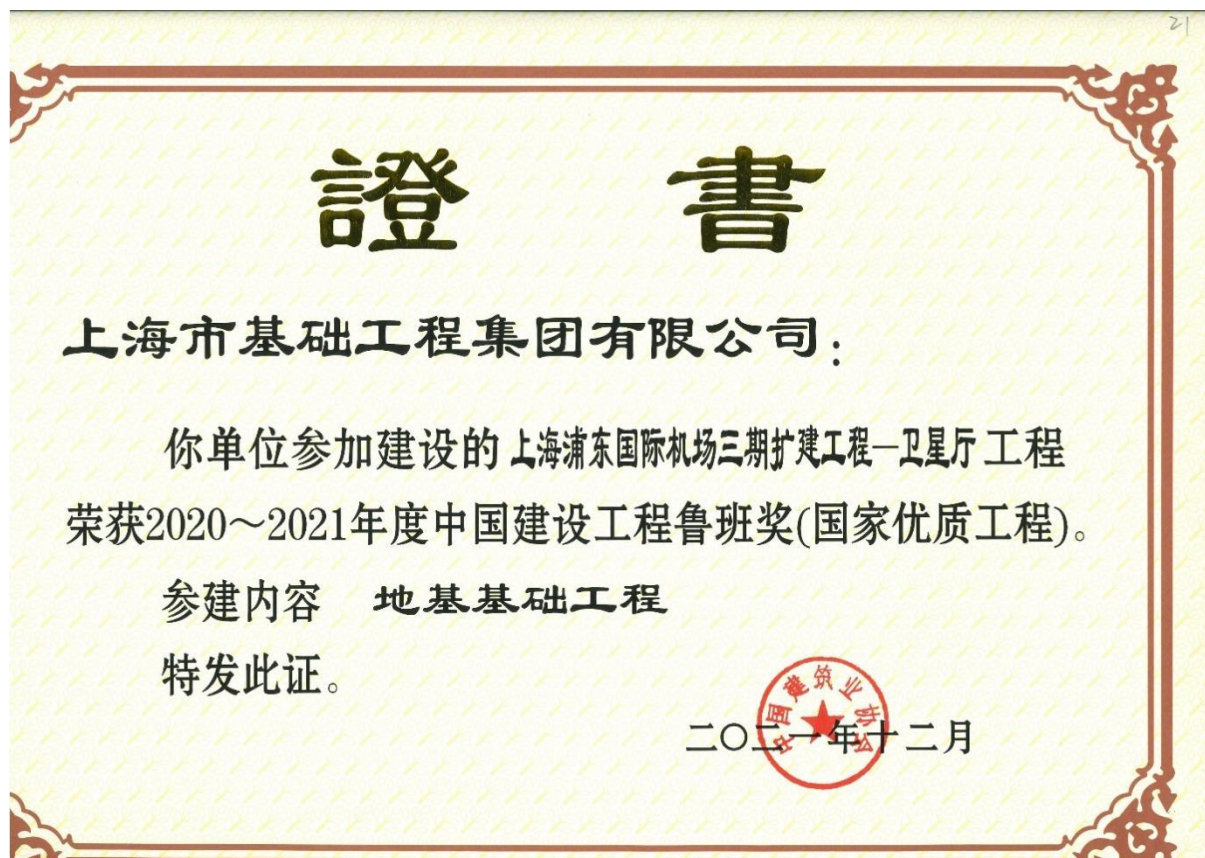 21
證 書
上海市基础工程集团有限公司：
你单位参加建设的上海浦东国际机场三期扩建工程—卫星厅工程
荣获2020～2021年度中国建设工程鲁班奖(国家优质工程)。
参建内容 地基基础工程
特发此证。
中国建筑业协会
二〇二一年十二月